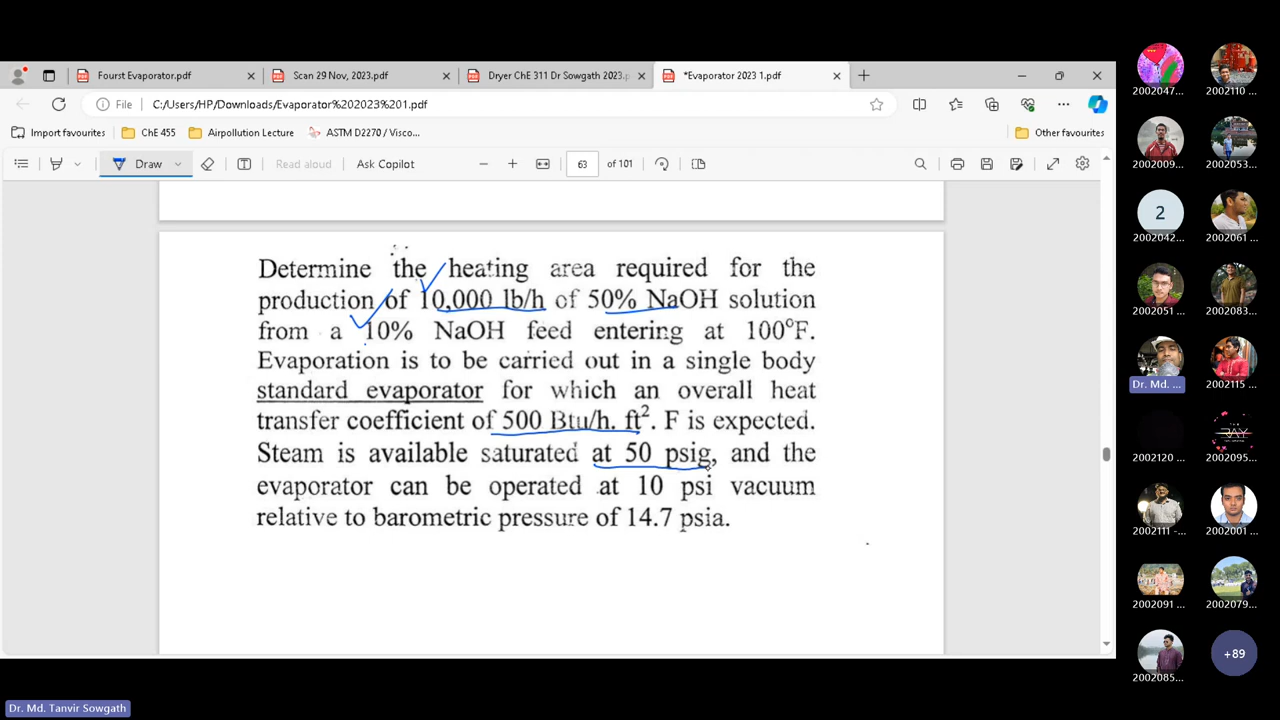 Fourst Evaporator.pdf
Scan 29 Nov, 2023.pdf
Dryer ChE 311 Dr Sowgath 2023.p
*Evaporator 2023 1.pdf
File
C:/Users/HP/Downloads/Evaporator%202023%201.pdf
Import favourites
ChE 455
Airpollution Lecture
ASTM D2270 / Visco...
Other favourites
Draw
Read aloud
Ask Copilot
63
of 101
Determine the heating area required for the
production of 10,000 lb/h of 50% NaOH solution
from a 10% NaOH feed entering at 100°F.
Evaporation is to be carried out in a single body
standard evaporator for which an overall heat
transfer coefficient of 500 Btu/h. ft². F is expected.
Steam is available saturated at 50 psig, and the
evaporator can be operated at 10 psi vacuum
relative to barometric pressure of 14.7 psia.
2002047...
2002110 ...
2002009...
2002053...
2
2002042...
2002061 ...
2002051 ...
2002083...
Dr. Md. ...
2002115 ...
RAY
2002120 ...
2002095...
2002111 -...
2002001 ...
2002091 ...
2002079...
2002085...
+89
Dr. Md. Tanvir Sowgath